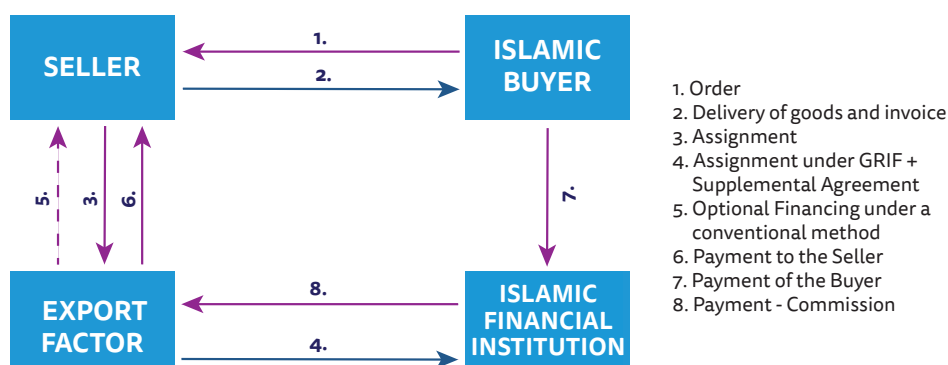 1.
SELLER
ISLAMIC
BUYER
2.
5.
3.
6.
7.
EXPORT
FACTOR
8.
ISLAMIC
FINANCIAL
INSTITUTION
4.
1. Order
2. Delivery of goods and invoice
3. Assignment
4. Assignment under GRIF +
Supplemental Agreement
5. Optional Financing under a
conventional method
6. Payment to the Seller
7. Payment of the Buyer
8. Payment - Commission